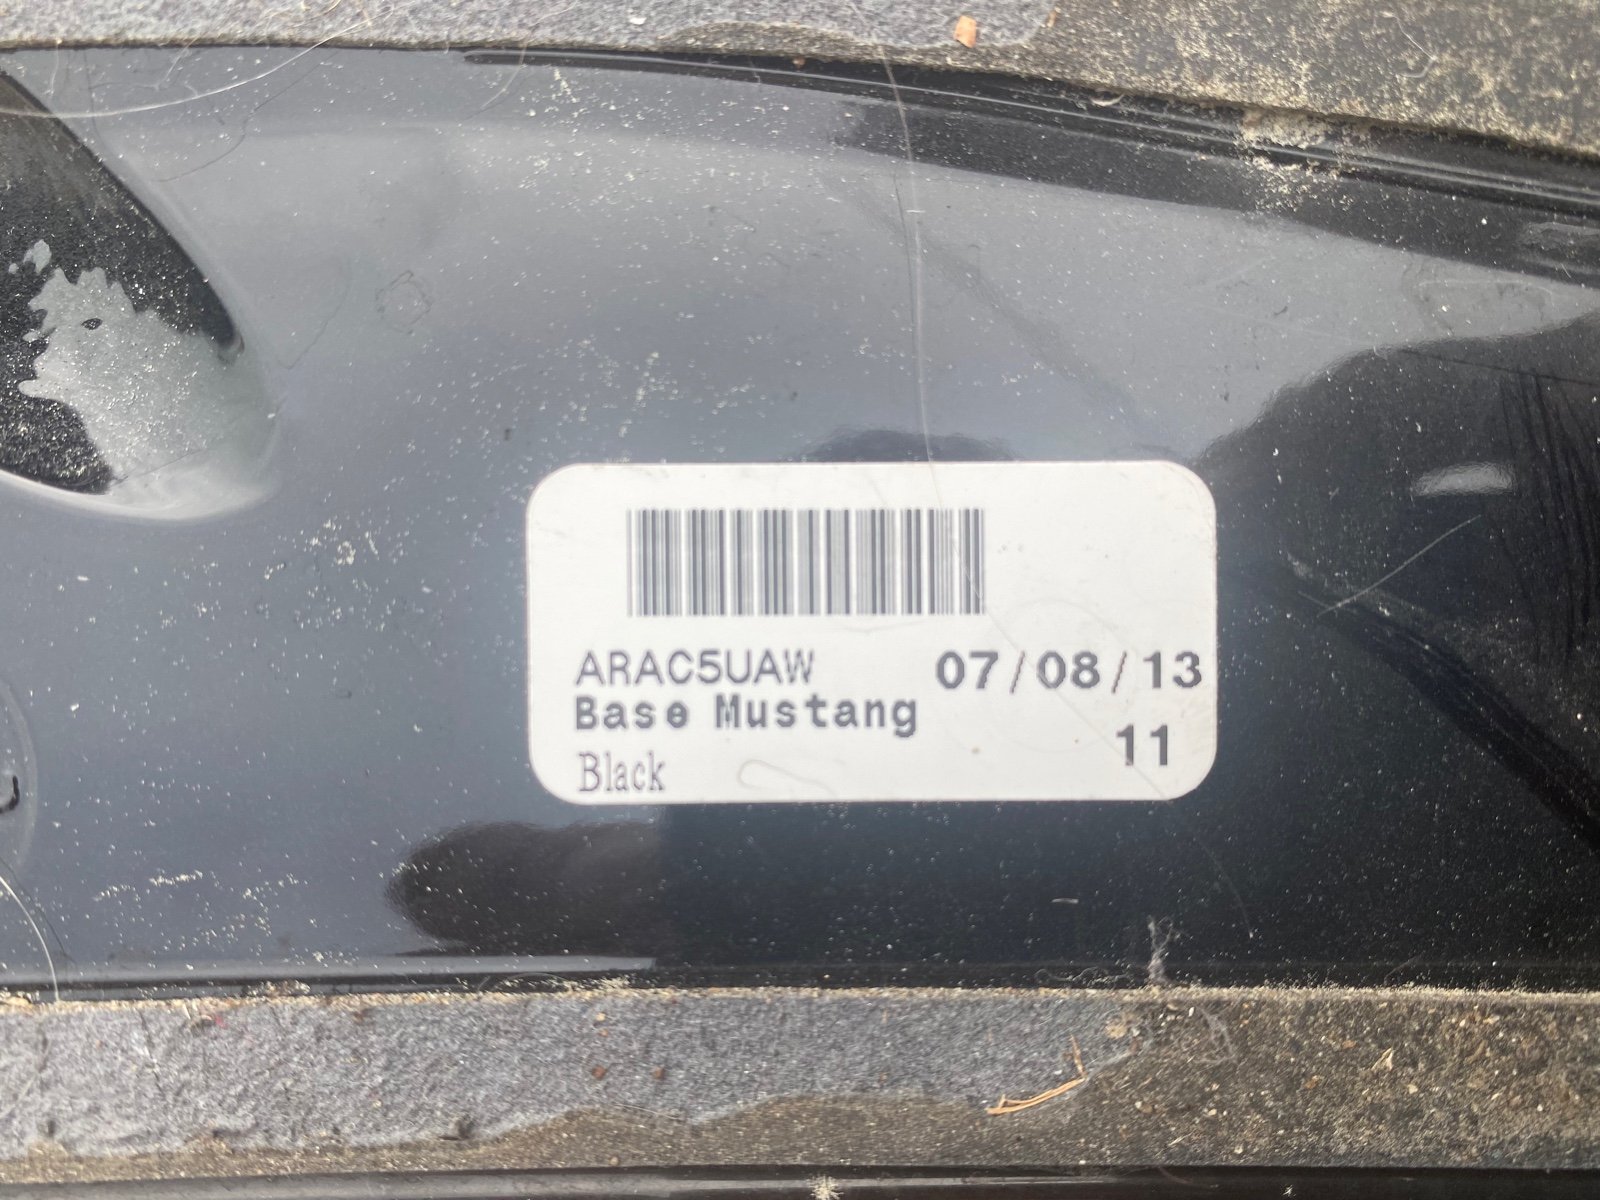 ARAC5UAW 07/08/13
Base Mustang
11
Black